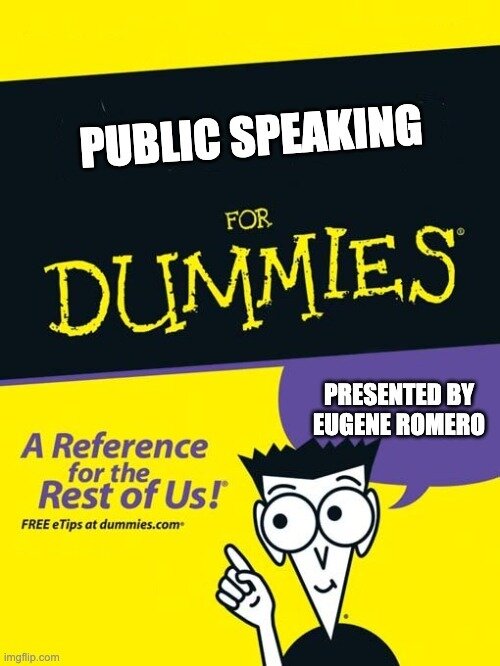 PUBLIC SPEAKING
FOR
DUMMIES®
PRESENTED BY
EUGENE ROMERO
A Reference
for the
Rest of Us!®
FREE eTips at dummies.com®
imgflip.com